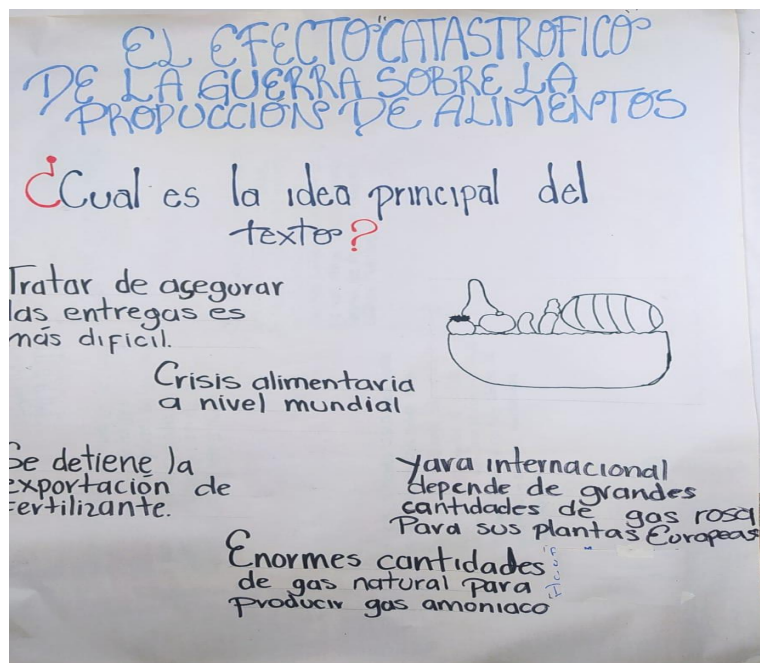 EL EFECTO "CATASTROFICO"
DE LA GUERRA SOBRE LA
PRODUCCION DE ALIMENTOS
¿Cual es la idea principal del
texto?
Tratar de asegurar
las entregas es
más dificil.
Crisis alimentaria
a nivel mundial
Se detiene la
exportación de
fertilizante.
Yara internacional
depende de grandes
cantidades de gas rosa
Para sus plantas Europeas
Enormes cantidades
de gas natural para
producir gas amoniaco